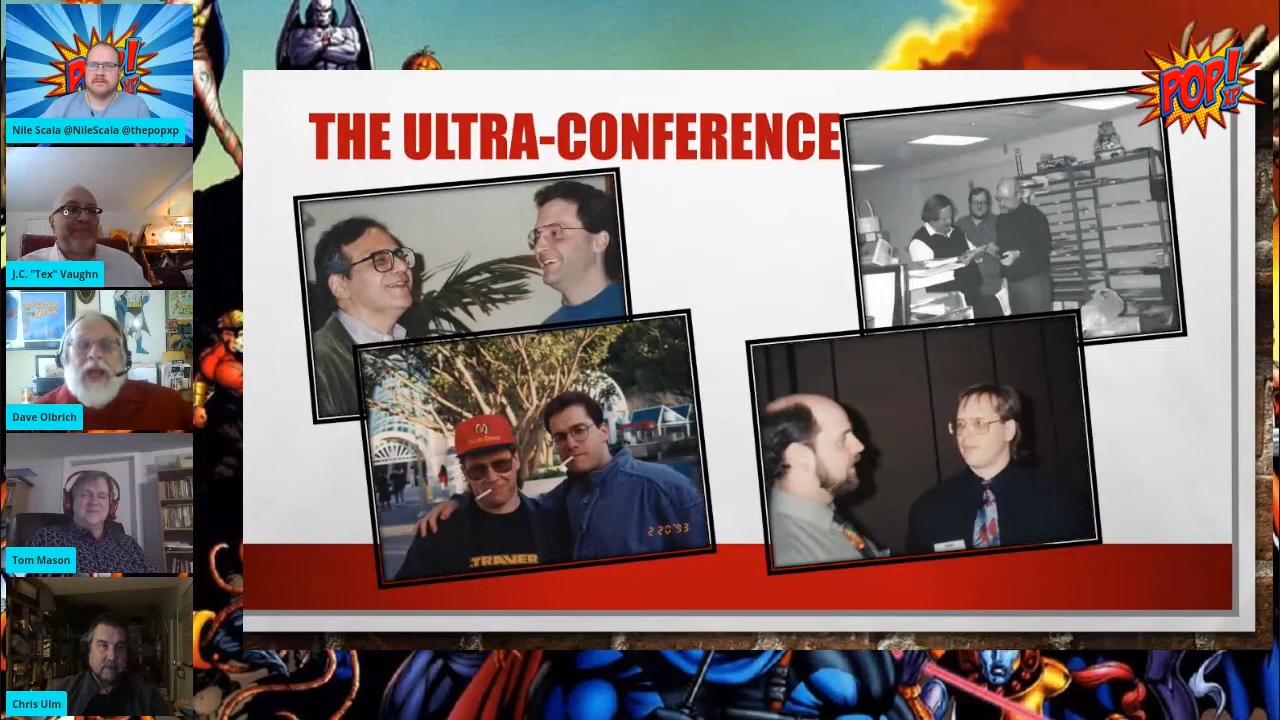 Nile Scala @NileScala @thepopxp
J.C. "Tex" Vaughn
Dave Olbrich
Tom Mason
Chris Ulm
THE ULTRA-CONFERENCE
POP!
XP
2 20 '93